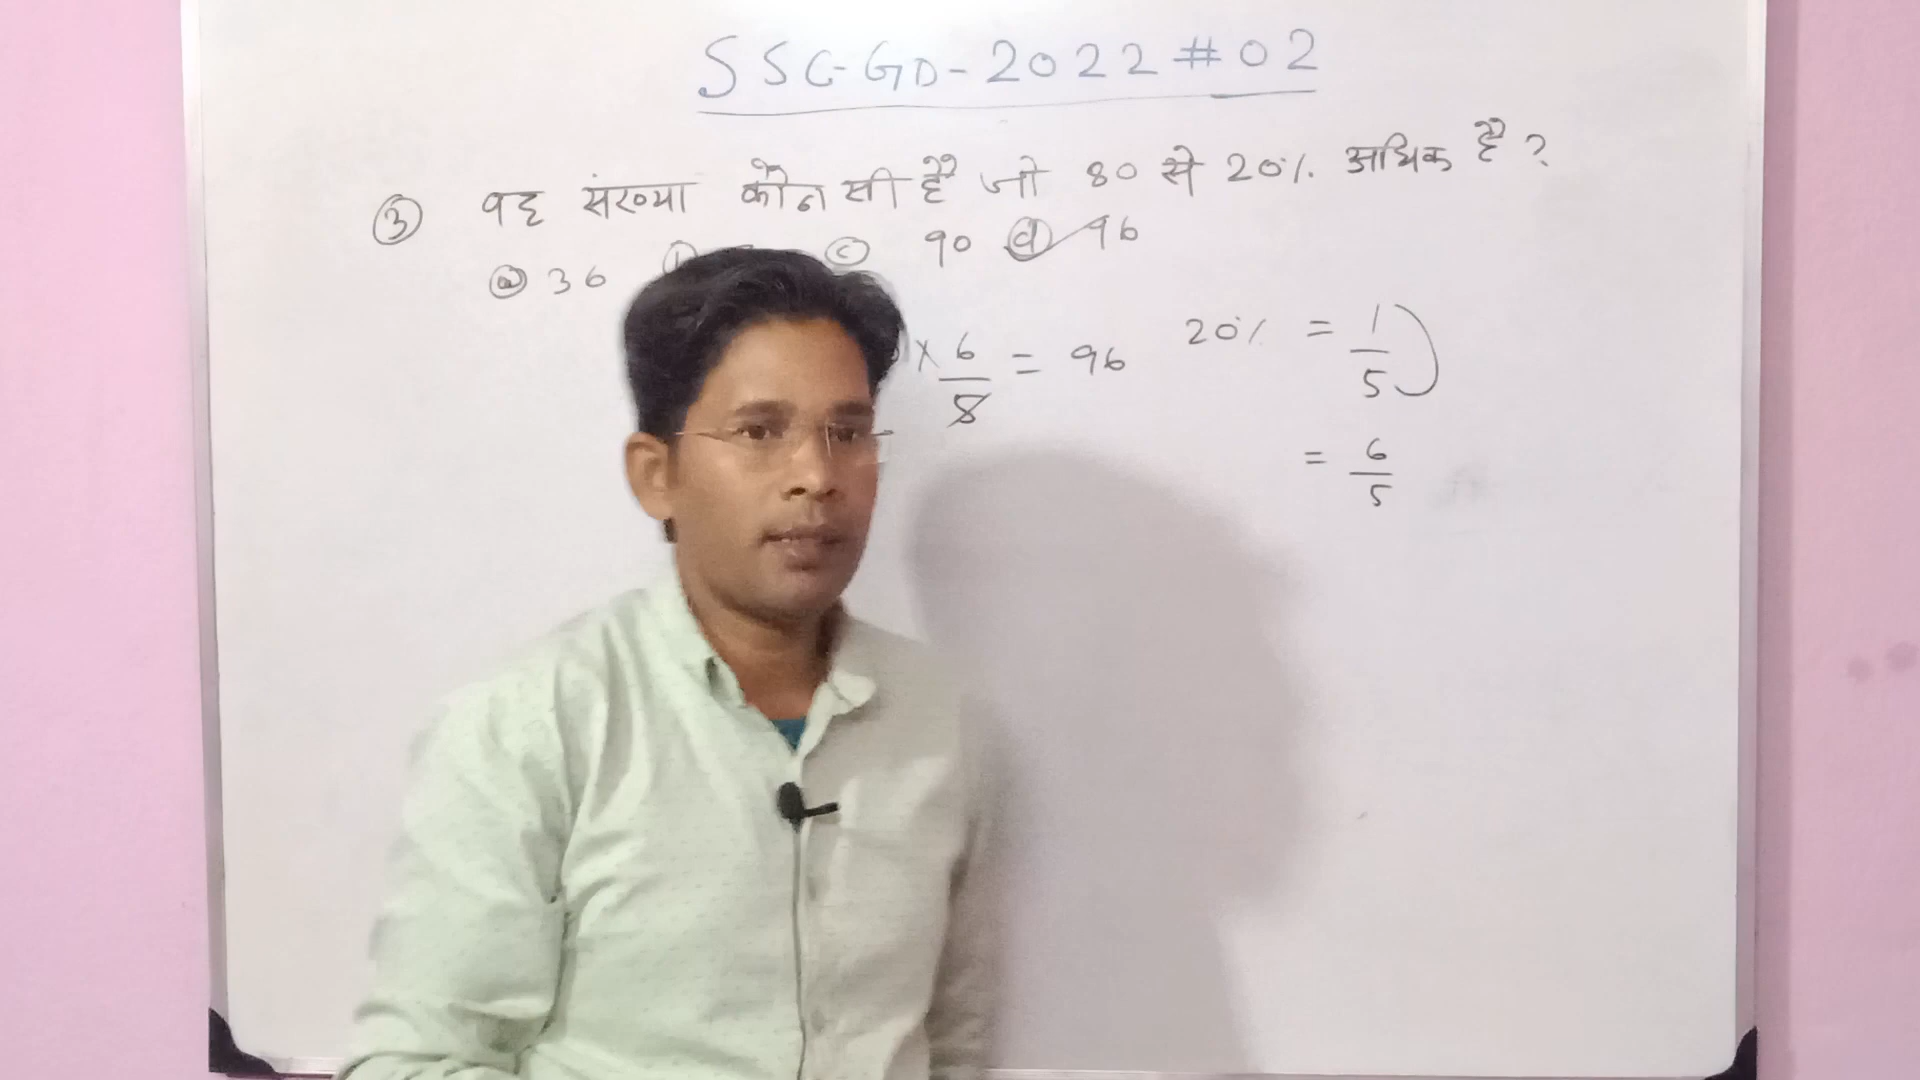 SSC-GD-2022 #02
③ वह संख्या कौन सी है जो 80 से 20% अधिक है ?
ⓐ 36 ⓒ 90 ⓓ 96
× 6/5 = 96
20% = 1/5
= 6/5